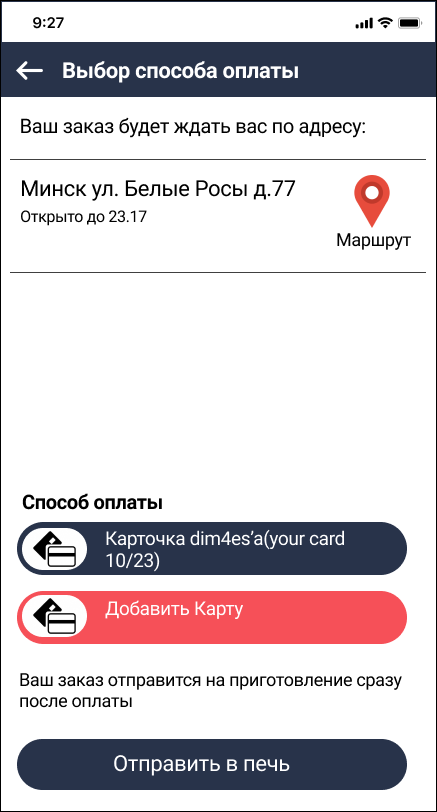 9:27
Выбор способа оплаты
Ваш заказ будет ждать вас по адресу:
Минск ул. Белые Росы д.77
Открыто до 23.17
Маршрут
Способ оплаты
Карточка dim4es’a(your card
10/23)
Добавить Карту
Ваш заказ отправится на приготовление сразу
после оплаты
Отправить в печь